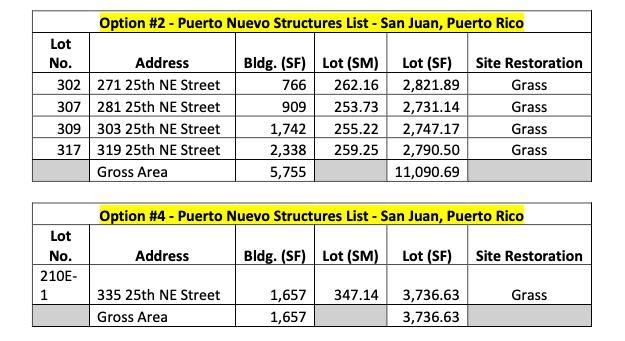 Option #2 - Puerto Nuevo Structures List - San Juan, Puerto Rico
Lot
No. Address Bldg. (SF) Lot (SM) Lot (SF) Site Restoration
302 271 25th NE Street 766 262.16 2,821.89 Grass
307 281 25th NE Street 909 253.73 2,731.14 Grass
309 303 25th NE Street 1,742 255.22 2,747.17 Grass
317 319 25th NE Street 2,338 259.25 2,790.50 Grass
Gross Area 5,755 11,090.69
Option #4 - Puerto Nuevo Structures List - San Juan, Puerto Rico
Lot
No. Address Bldg. (SF) Lot (SM) Lot (SF) Site Restoration
210E-
1 335 25th NE Street 1,657 347.14 3,736.63 Grass
Gross Area 1,657 3,736.63